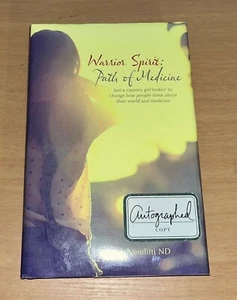 Warrior Spirit:
Path of Medicine
Just a country girl lookin' to
change how people think about
their world and medicine
Autographed
COPY
Venditti ND